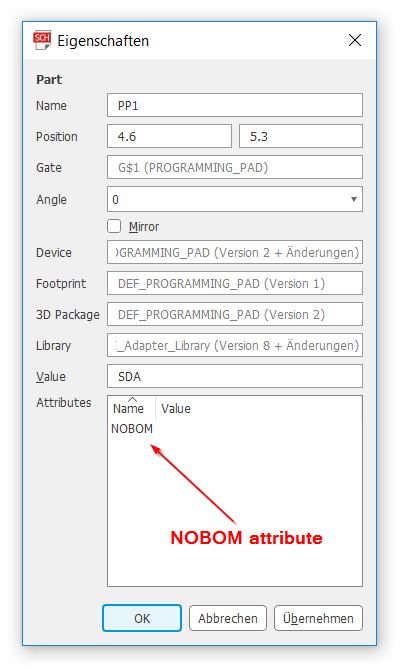 SCH Eigenschaften
Part
Name PP1
Position 4.6 5.3
Gate G$1 (PROGRAMMING_PAD)
Angle 0
Mirror
Device OGRAMMING_PAD (Version 2 + Änderungen)
Footprint DEF_PROGRAMMING_PAD (Version 1)
3D Package DEF_PROGRAMMING_PAD (Version 2)
Library E_Adapter_Library (Version 8 + Änderungen)
Value SDA
Attributes Name Value
NOBOM
NOBOM attribute
OK Abbrechen Übernehmen